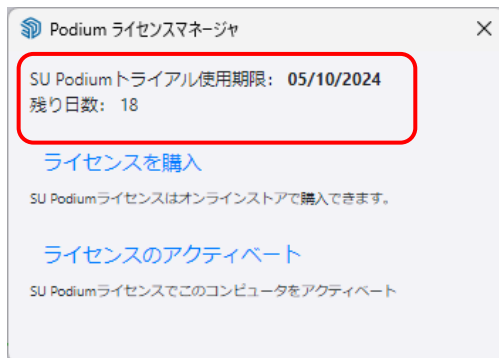 Podium ライセンスマネージャ
SU Podiumトライアル使用期限: 05/10/2024
残り日数: 18
ライセンスを購入
SU Podiumライセンスはオンラインストアで購入できます。
ライセンスのアクティベート
SU Podiumライセンスでこのコンピュータをアクティベート